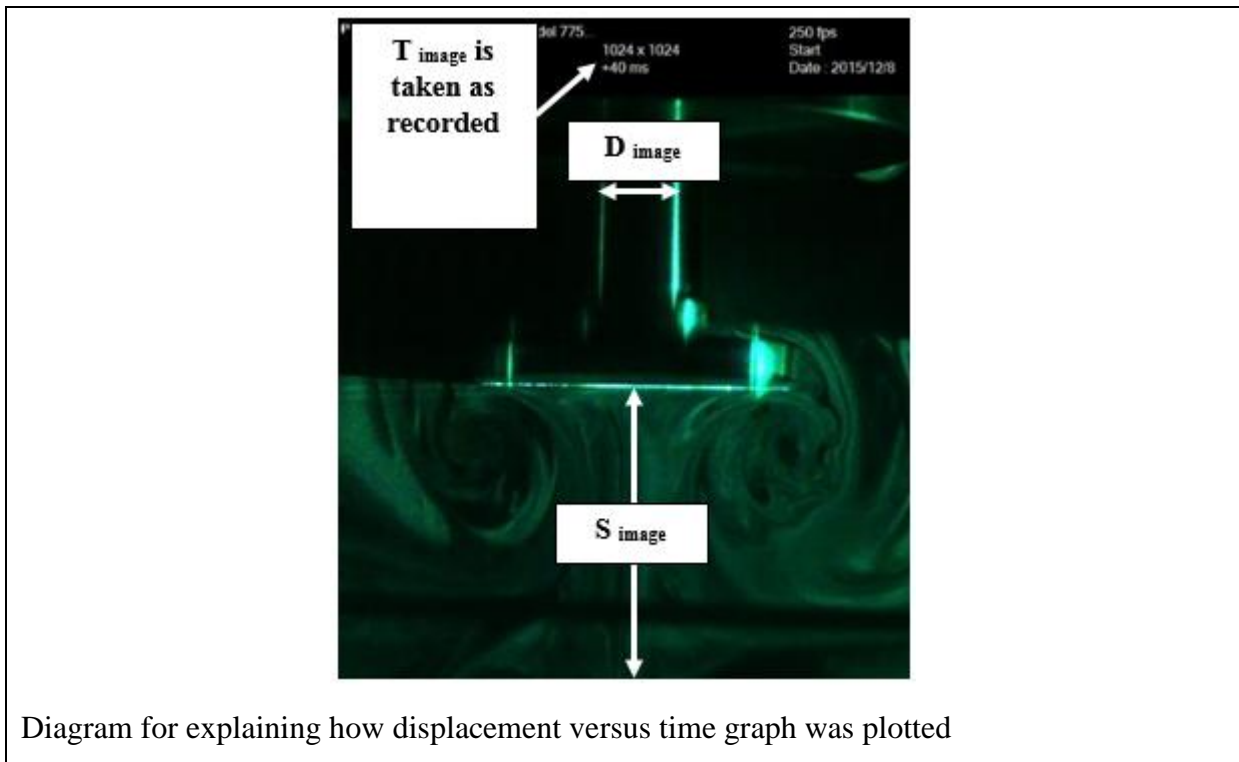 P
del 775...
T image is
taken as
recorded
1024 x 1024
+40 ms
250 fps
Start
Date : 2015/12/8
D image
S image
Diagram for explaining how displacement versus time graph was plotted